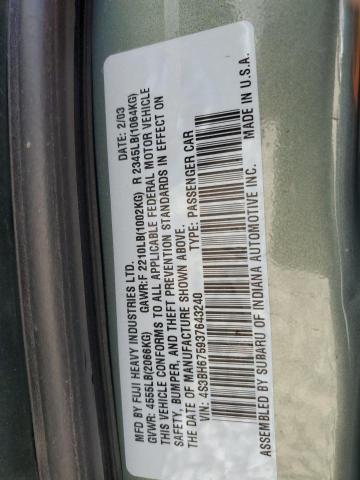 MFD BY FUJI HEAVY INDUSTRIES LTD. DATE: 2/03
GVWR: 4555LB(2066KG) GAWR:F 2210LB(1002KG) R 2345LB(1064KG)
THIS VEHICLE CONFORMS TO ALL APPLICABLE FEDERAL MOTOR VEHICLE
SAFETY, BUMPER, AND THEFT PREVENTION STANDARDS IN EFFECT ON
THE DATE OF MANUFACTURE SHOWN ABOVE.
VIN: 4S3BH675937643240 TYPE: PASSENGER CAR
ASSEMBLED BY SUBARU OF INDIANA AUTOMOTIVE INC. MADE IN U.S.A.